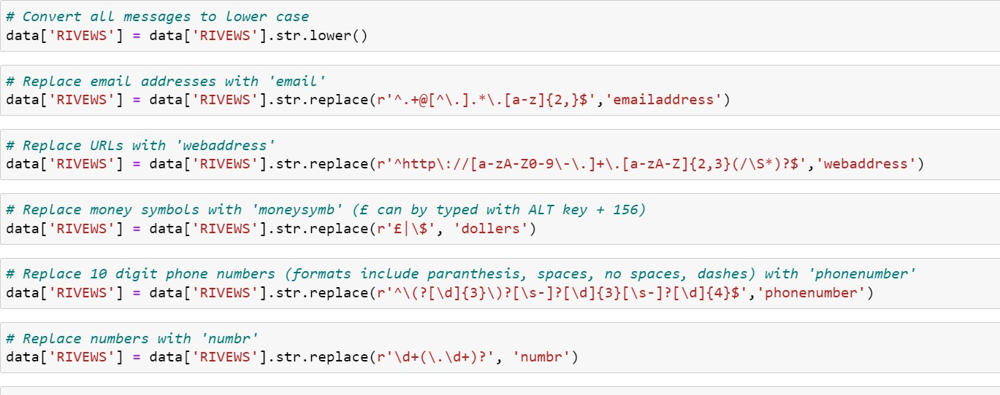 # Convert all messages to lower case
data['RIVEWS'] = data['RIVEWS'].str.lower()
# Replace email addresses with 'email'
data['RIVEWS'] = data['RIVEWS'].str.replace(r'^.+@[^\.].*\.[a-z]{2,}$','emailaddress')
# Replace URLs with 'webaddress'
data['RIVEWS'] = data['RIVEWS'].str.replace(r'^http\://[a-zA-Z0-9\-\.]+\.[a-zA-Z]{2,3}(/\S*)?$','webaddress')
# Replace money symbols with 'moneysymb' (£ can by typed with ALT key + 156)
data['RIVEWS'] = data['RIVEWS'].str.replace(r'£|\$', 'dollers')
# Replace 10 digit phone numbers (formats include paranthesis, spaces, no spaces, dashes) with 'phonenumber'
data['RIVEWS'] = data['RIVEWS'].str.replace(r'^\(?[\d]{3}\)?[\s-]?[\d]{3}[\s-]?[\d]{4}$','phonenumber')
# Replace numbers with 'numbr'
data['RIVEWS'] = data['RIVEWS'].str.replace(r'\d+(\.\d+)?', 'numbr')